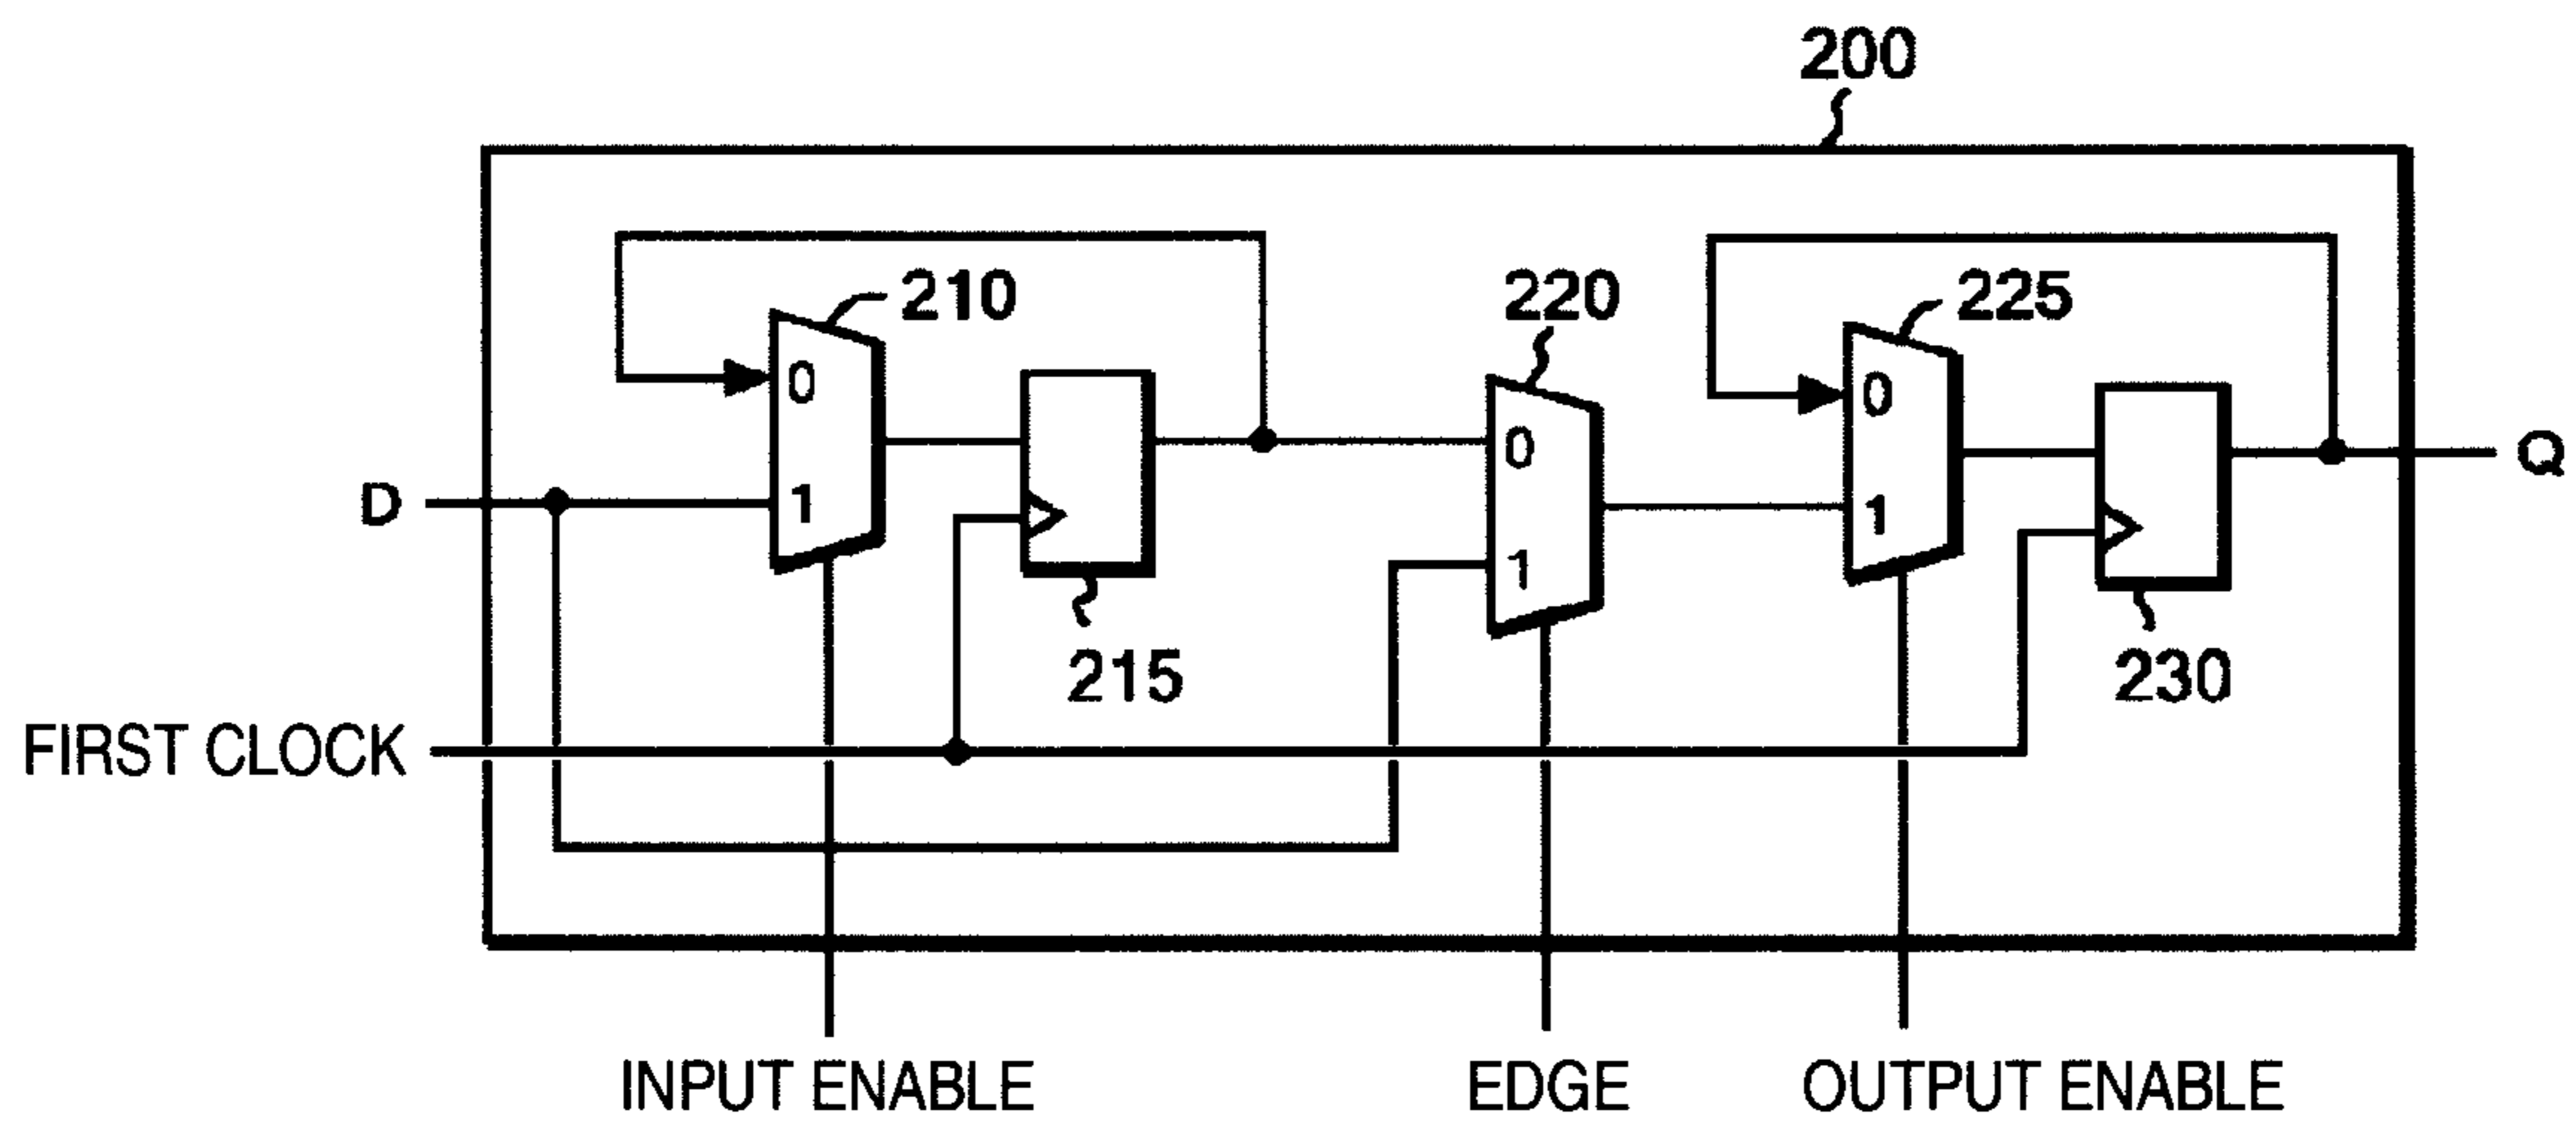 200
210
220
225
0
1
0
1
0
1
D
Q
215
230
FIRST CLOCK
INPUT ENABLE
EDGE
OUTPUT ENABLE